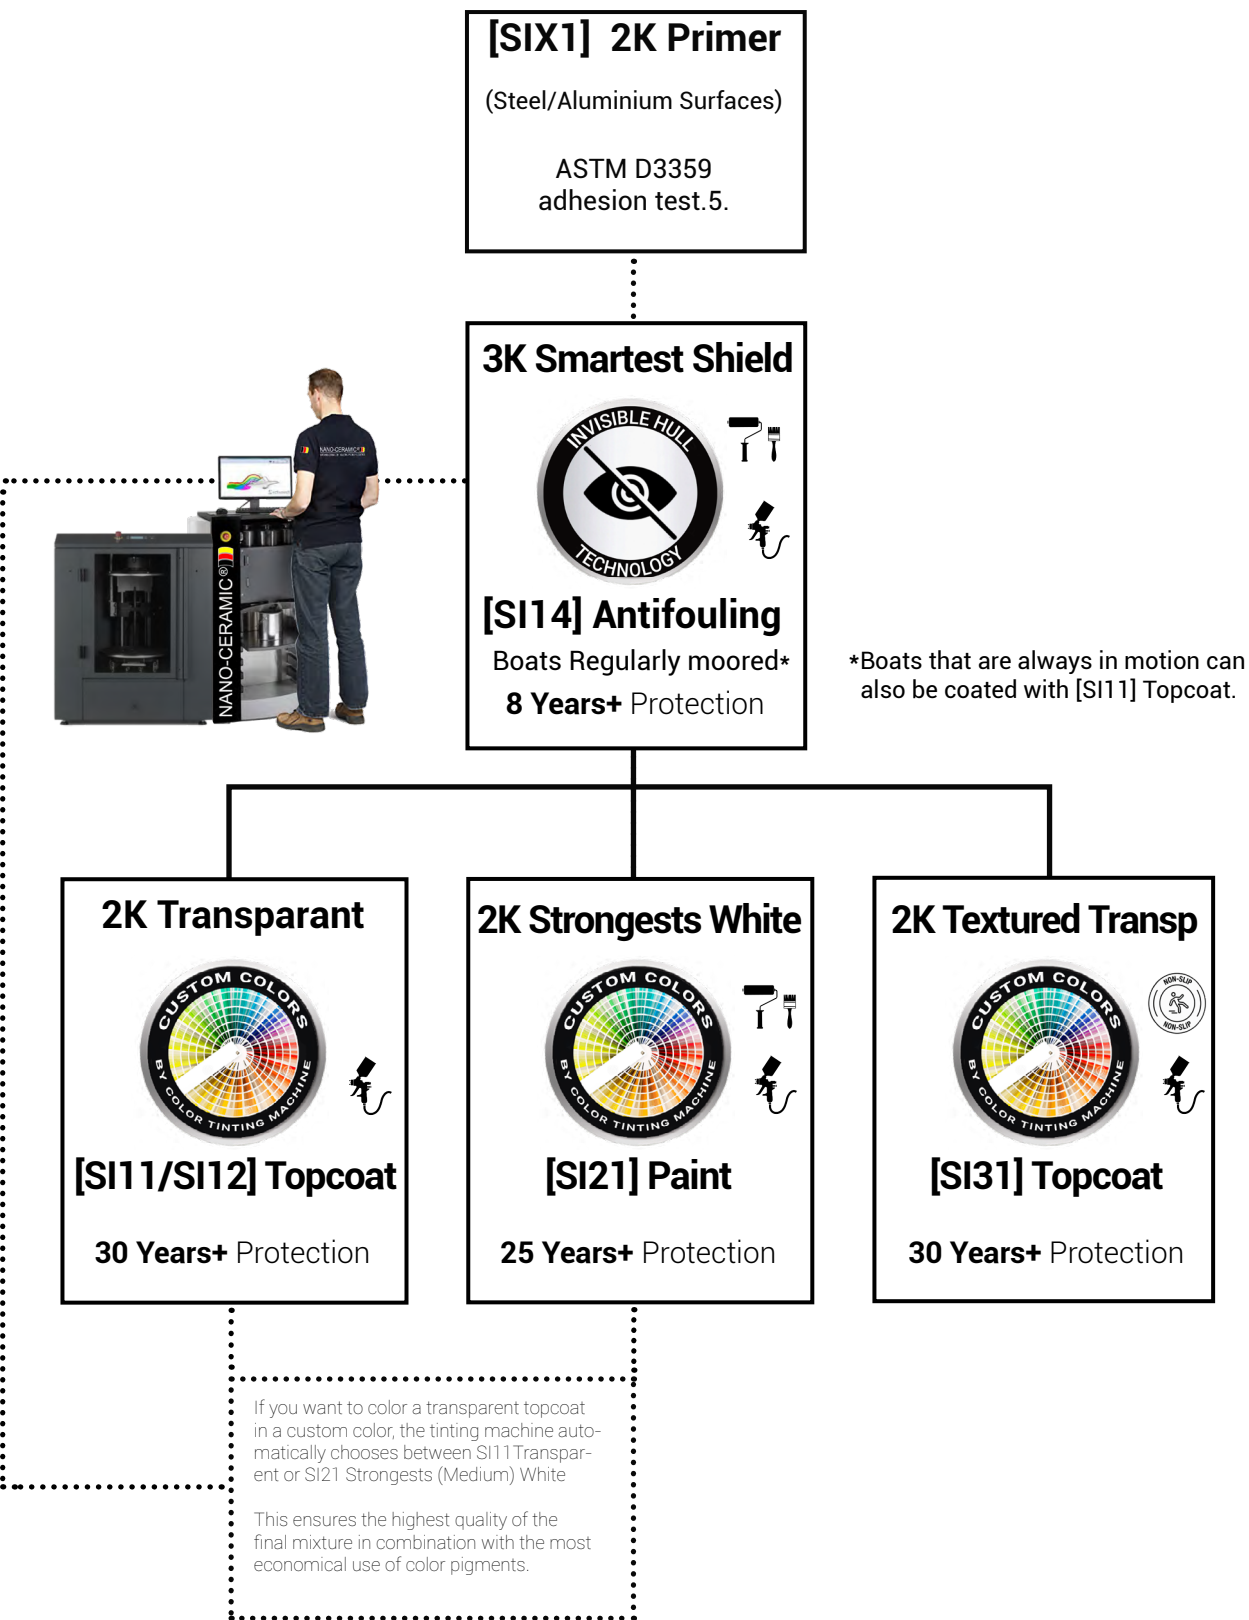 [SIX1] 2K Primer
(Steel/Aluminium Surfaces)
ASTM D3359
adhesion test.5.
3K Smartest Shield
INVISIBLE HULL
TECHNOLOGY
[SI14] Antifouling
Boats Regularly moored*
8 Years+ Protection
*Boats that are always in motion can
also be coated with [SI11] Topcoat.
NANO-CERAMIC®
NANO-CERAMIC®
2K Transparant
CUSTOM COLORS
BY COLOR TINTING MACHINE
[SI11/SI12] Topcoat
30 Years+ Protection
2K Strongests White
CUSTOM COLORS
BY COLOR TINTING MACHINE
[SI21] Paint
25 Years+ Protection
2K Textured Transp
CUSTOM COLORS
BY COLOR TINTING MACHINE
NON-SLIP
NON-SLIP
[SI31] Topcoat
30 Years+ Protection
If you want to color a transparent topcoat
in a custom color, the tinting machine auto-
matically chooses between SI11Transpar-
ent or SI21 Strongests (Medium) White
This ensures the highest quality of the
final mixture in combination with the most
economical use of color pigments.